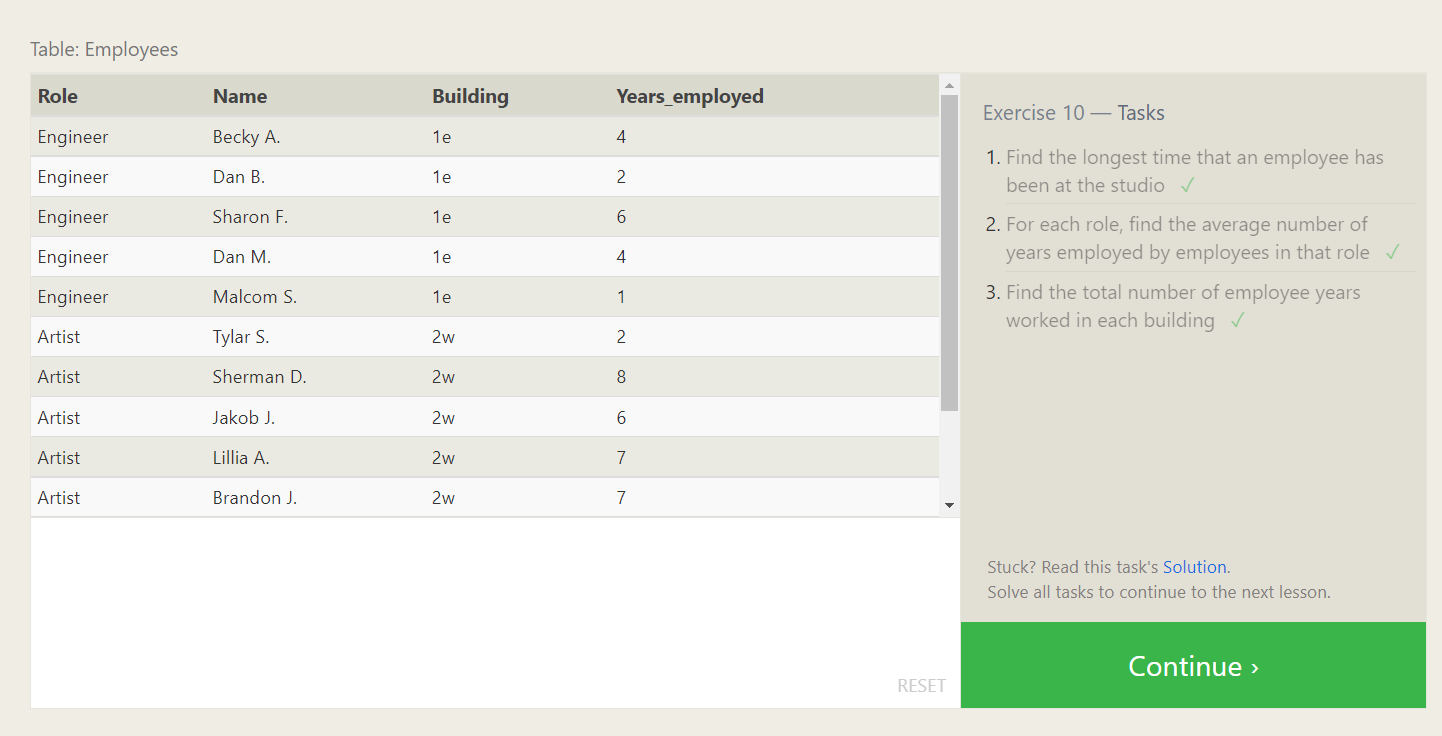 Table: Employees
Role Name Building Years_employed
Engineer Becky A. 1e 4
Engineer Dan B. 1e 2
Engineer Sharon F. 1e 6
Engineer Dan M. 1e 4
Engineer Malcom S. 1e 1
Artist Tylar S. 2w 2
Artist Sherman D. 2w 8
Artist Jakob J. 2w 6
Artist Lillia A. 2w 7
Artist Brandon J. 2w 7
RESET
Exercise 10 — Tasks
1. Find the longest time that an employee has
been at the studio ✓
2. For each role, find the average number of
years employed by employees in that role ✓
3. Find the total number of employee years
worked in each building ✓
Stuck? Read this task's Solution.
Solve all tasks to continue to the next lesson.
Continue ›